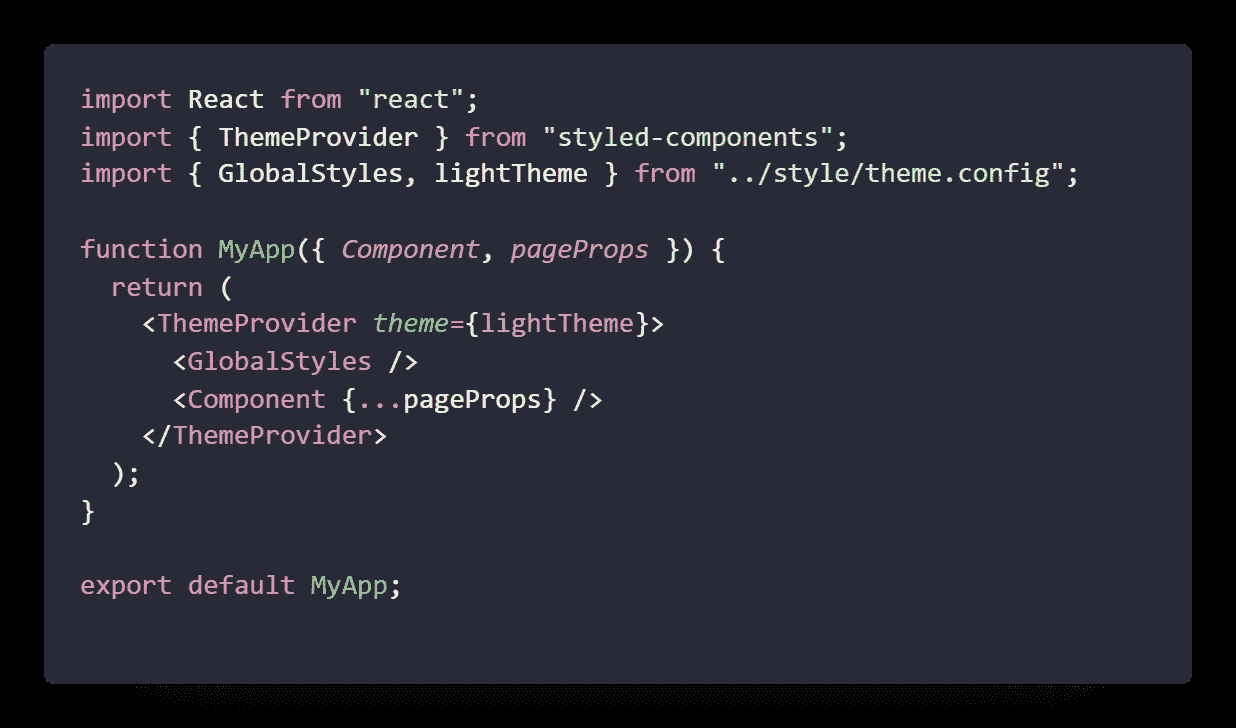 import React from "react";
import { ThemeProvider } from "styled-components";
import { GlobalStyles, lightTheme } from "../style/theme.config";

function MyApp({ Component, pageProps }) {
  return (
    <ThemeProvider theme={lightTheme}>
      <GlobalStyles />
      <Component {...pageProps} />
    </ThemeProvider>
  );
}

export default MyApp;